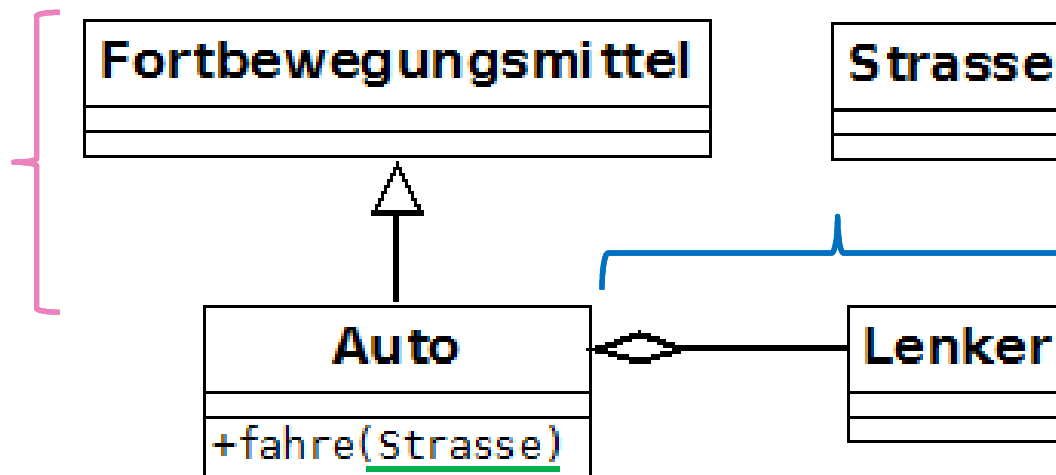 Fortbewegungsmittel
Strasse
Auto
Lenker
+fahre(Strasse)